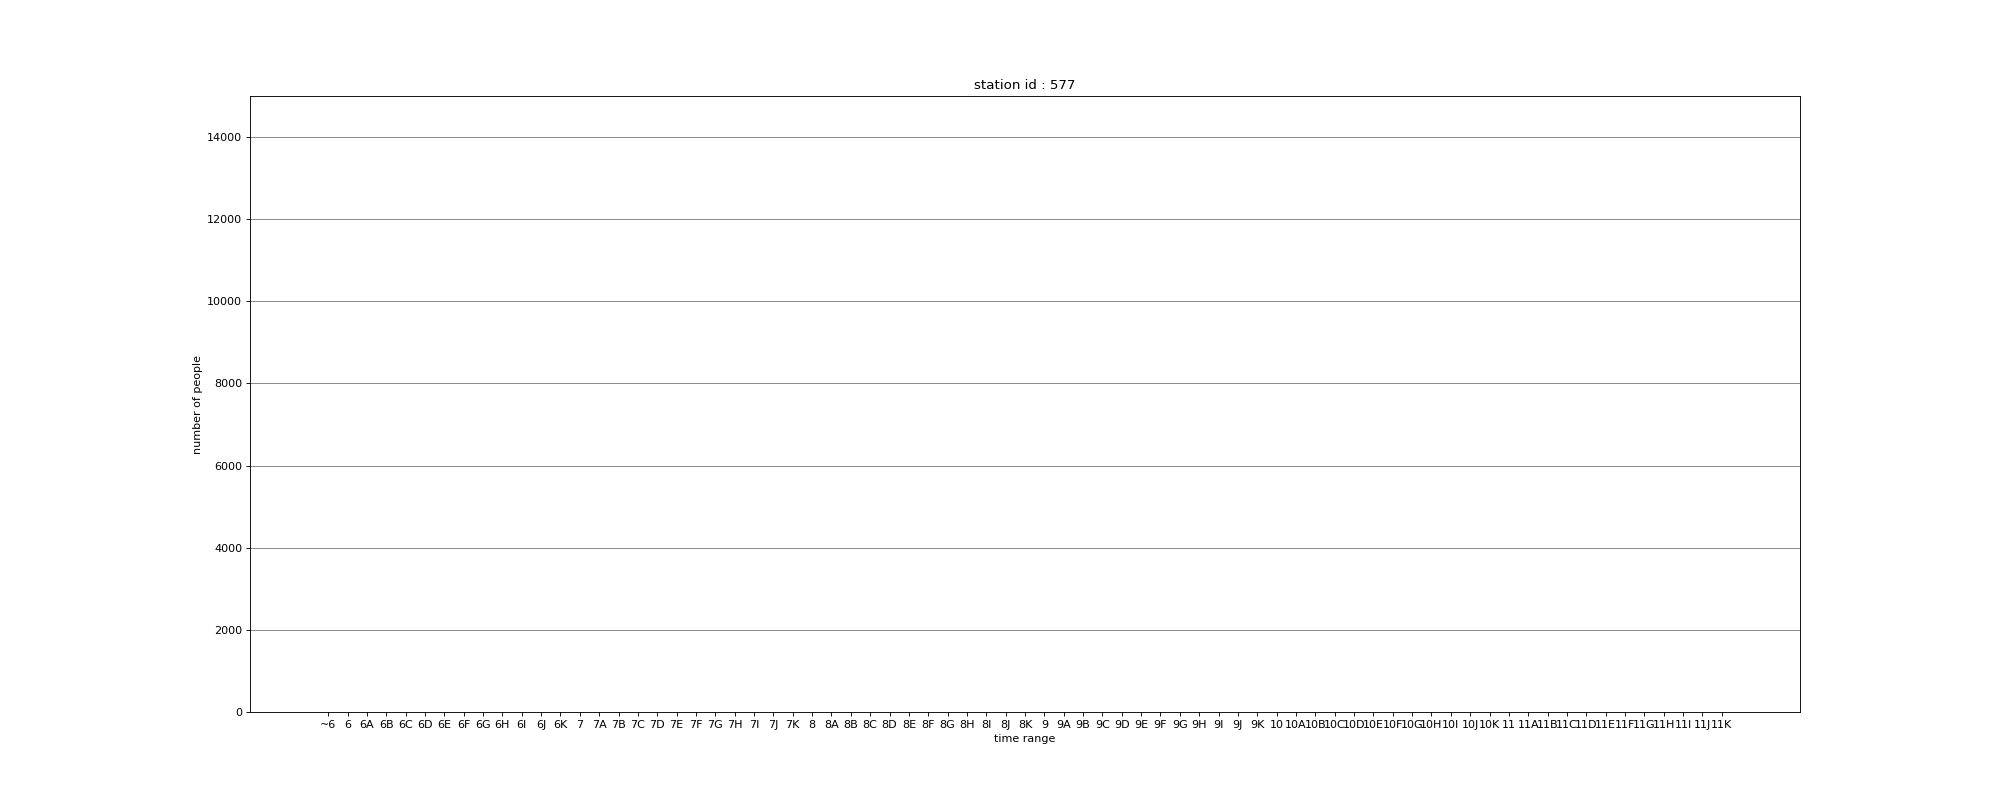 station id : 577
14000
12000
10000
8000
6000
4000
2000
0
number of people
~6 6 6A 6B 6C 6D 6E 6F 6G 6H 6I 6J 6K 7 7A 7B 7C 7D 7E 7F 7G 7H 7I 7J 7K 8 8A 8B 8C 8D 8E 8F 8G 8H 8I 8J 8K 9 9A 9B 9C 9D 9E 9F 9G 9H 9I 9J 9K 10 10A 10B 10C 10D 10E 10F 10G 10H 10I 10J 10K 11 11A 11B 11C 11D 11E 11F 11G 11H 11I 11J 11K
time range